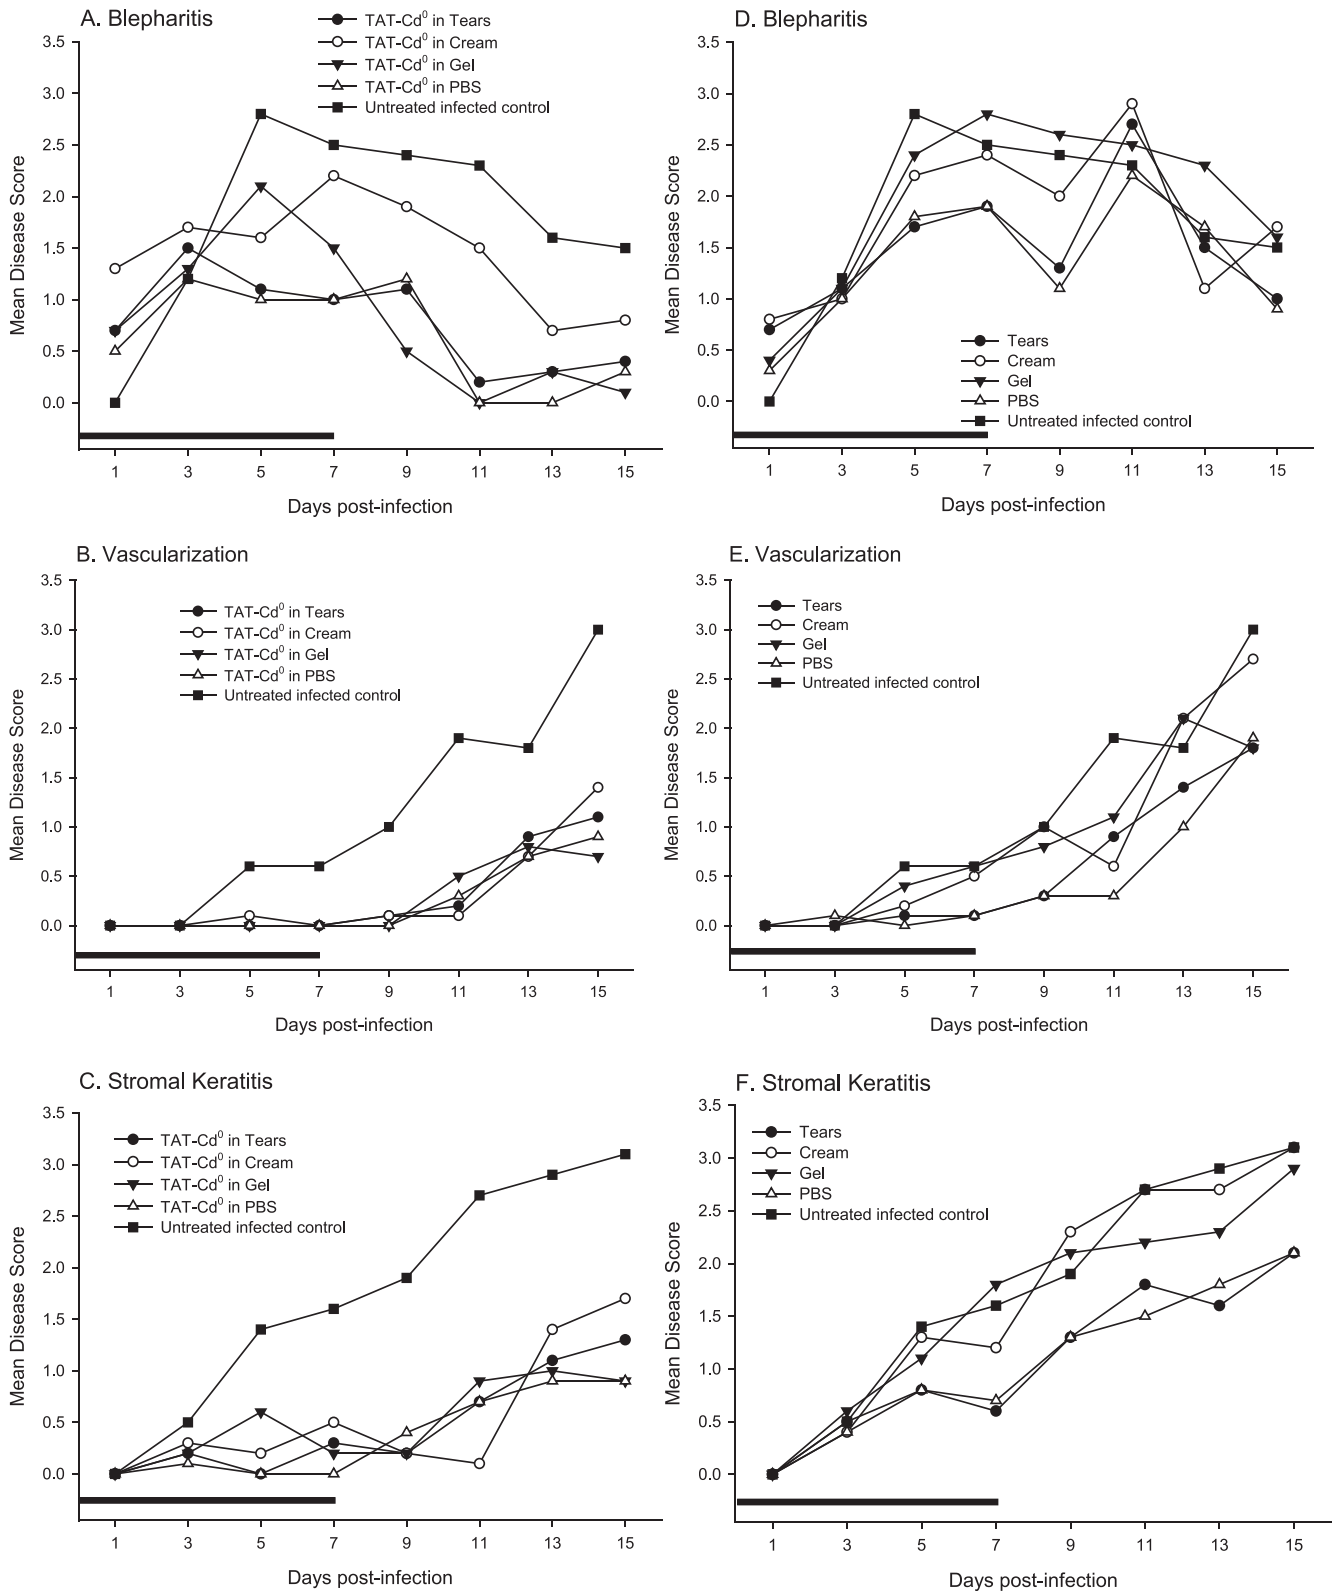 A. Blepharitis
TAT-Cd⁰ in Tears
TAT-Cd⁰ in Cream
TAT-Cd⁰ in Gel
TAT-Cd⁰ in PBS
Untreated infected control
Mean Disease Score
3.5
3.0
2.5
2.0
1.5
1.0
0.5
0.0
1 3 5 7 9 11 13 15
Days post-infection
D. Blepharitis
Mean Disease Score
3.5
3.0
2.5
2.0
1.5
1.0
0.5
0.0
Tears
Cream
Gel
PBS
Untreated infected control
1 3 5 7 9 11 13 15
Days post-infection
B. Vascularization
Mean Disease Score
3.5
3.0
2.5
2.0
1.5
1.0
0.5
0.0
TAT-Cd⁰ in Tears
TAT-Cd⁰ in Cream
TAT-Cd⁰ in Gel
TAT-Cd⁰ in PBS
Untreated infected control
1 3 5 7 9 11 13 15
Days post-infection
E. Vascularization
Mean Disease Score
3.5
3.0
2.5
2.0
1.5
1.0
0.5
0.0
Tears
Cream
Gel
PBS
Untreated infected control
1 3 5 7 9 11 13 15
Days post-infection
C. Stromal Keratitis
Mean Disease Score
3.5
3.0
2.5
2.0
1.5
1.0
0.5
0.0
TAT-Cd⁰ in Tears
TAT-Cd⁰ in Cream
TAT-Cd⁰ in Gel
TAT-Cd⁰ in PBS
Untreated infected control
1 3 5 7 9 11 13 15
Days post-infection
F. Stromal Keratitis
Mean Disease Score
3.5
3.0
2.5
2.0
1.5
1.0
0.5
0.0
Tears
Cream
Gel
PBS
Untreated infected control
1 3 5 7 9 11 13 15
Days post-infection